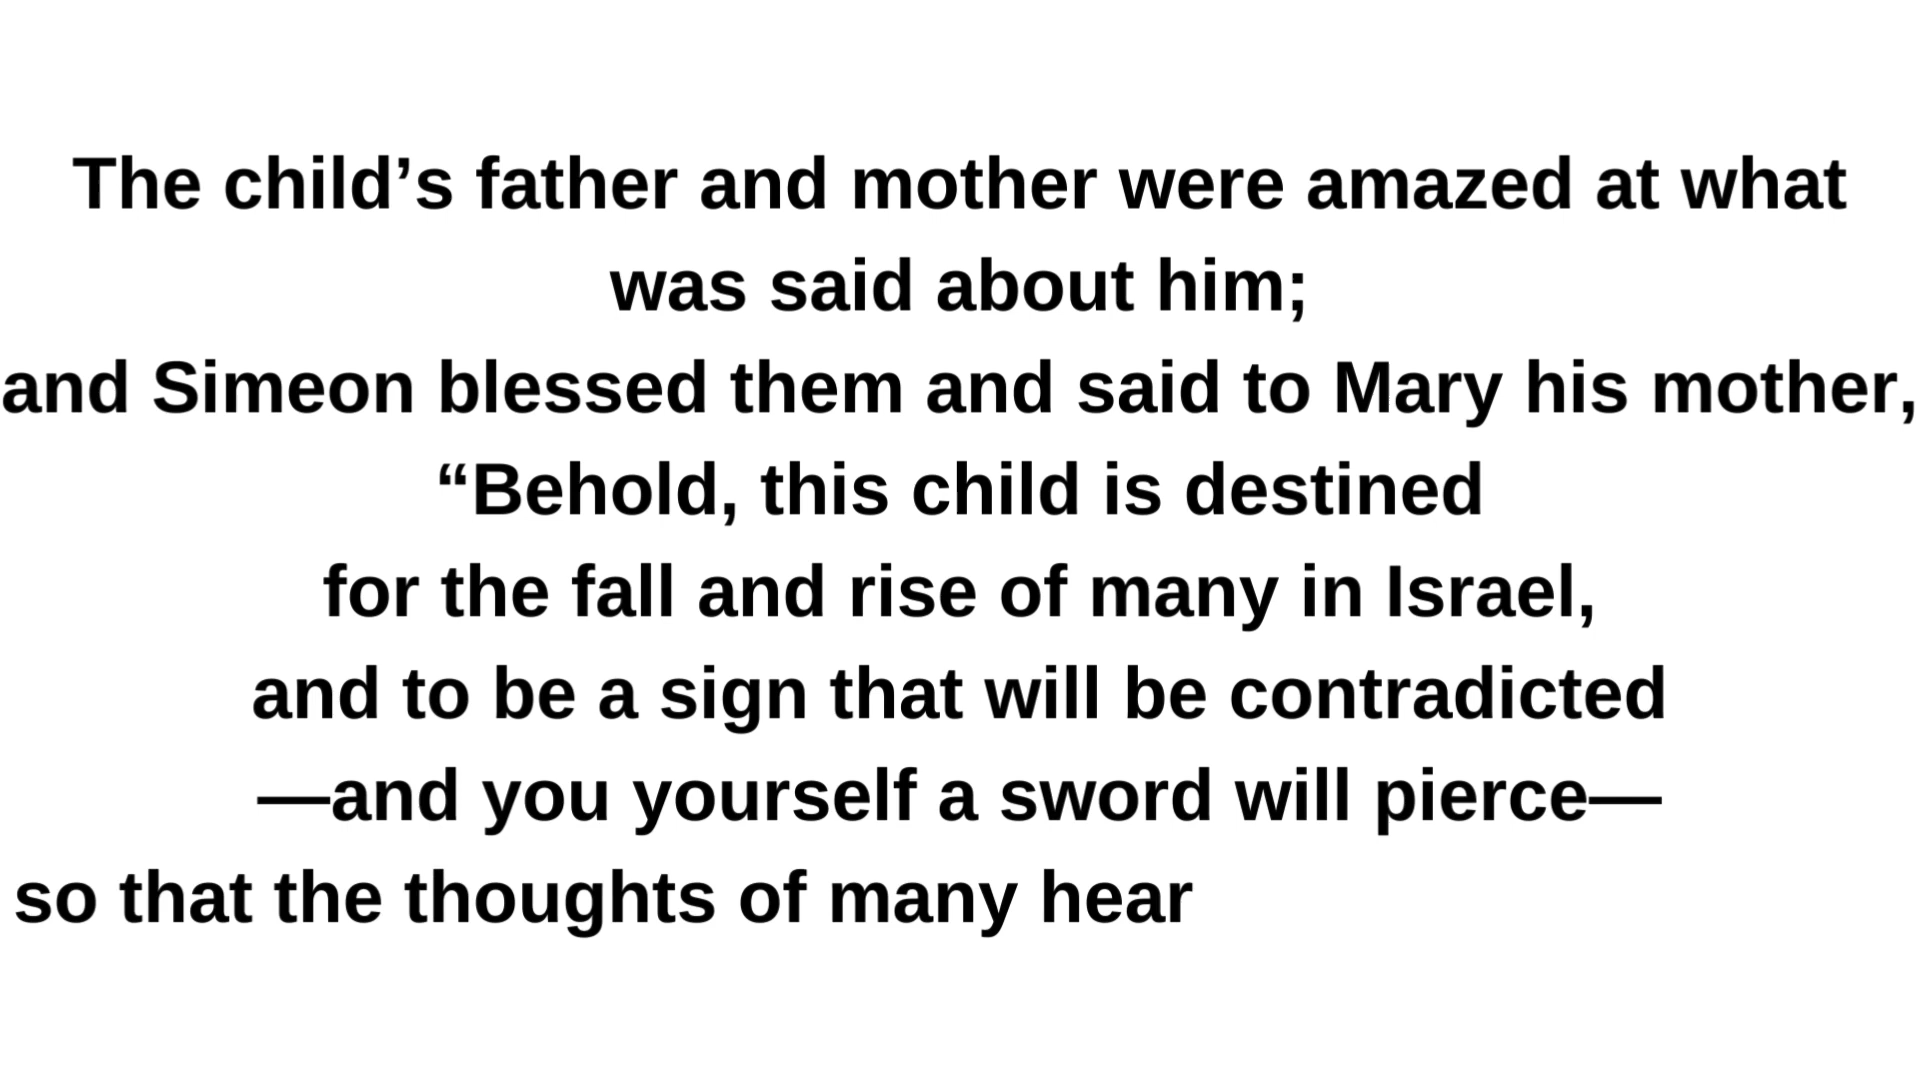 The child’s father and mother were amazed at what
was said about him;
and Simeon blessed them and said to Mary his mother,
“Behold, this child is destined
for the fall and rise of many in Israel,
and to be a sign that will be contradicted
—and you yourself a sword will pierce—
so that the thoughts of many hear